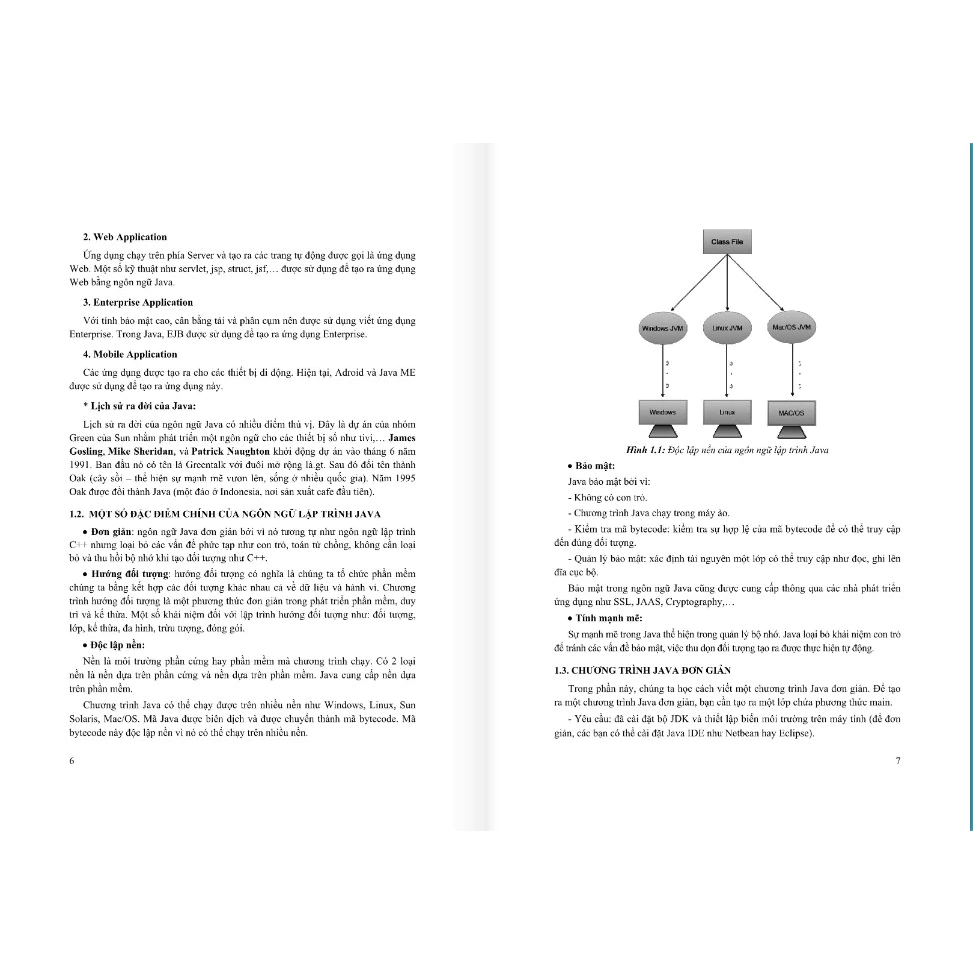 2. Web Application
Ứng dụng chạy trên phía Server và tạo ra các trang tự động được gọi là ứng dụng
Web. Một số kỹ thuật như servlet, jsp, struct, jsf,… được sử dụng để tạo ra ứng dụng
Web bằng ngôn ngữ Java.
3. Enterprise Application
Với tính bảo mật cao, cân bằng tải và phân cụm nên được sử dụng viết ứng dụng
Enterprise. Trong Java, EJB được sử dụng để tạo ra ứng dụng Enterprise.
4. Mobile Application
Các ứng dụng được tạo ra cho các thiết bị di động. Hiện tại, Adroid và Java ME
được sử dụng để tạo ra ứng dụng này.
* Lịch sử ra đời của Java:
Lịch sử ra đời của ngôn ngữ Java có nhiều điểm thú vị. Đây là dự án của nhóm
Green của Sun nhằm phát triển một ngôn ngữ cho các thiết bị số như tivi,… James
Gosling, Mike Sheridan, và Patrick Naughton khởi động dự án vào tháng 6 năm
1991. Ban đầu nó có tên là Greentalk với đuôi mở rộng là.gt. Sau đó đổi tên thành
Oak (cây sồi – thể hiện sự mạnh mẽ vươn lên, sống ở nhiều quốc gia). Năm 1995
Oak được đổi thành Java (một đảo ở Indonesia, nơi sản xuất cafe đầu tiên).
1.2. MỘT SỐ ĐẶC ĐIỂM CHÍNH CỦA NGÔN NGỮ LẬP TRÌNH JAVA
● Đơn giản: ngôn ngữ Java đơn giản bởi vì nó tương tự như ngôn ngữ lập trình
C++ nhưng loại bỏ các vấn đề phức tạp như con trỏ, toán tử chồng, không cần loại
bỏ và thu hồi bộ nhớ khi tạo đối tượng như C++.
● Hướng đối tượng: hướng đối tượng có nghĩa là chúng ta tổ chức phần mềm
chúng ta bằng kết hợp các đối tượng khác nhau cả về dữ liệu và hành vi. Chương
trình hướng đối tượng là một phương thức đơn giản trong phát triển phần mềm, duy
trì và kế thừa. Một số khái niệm đối với lập trình hướng đối tượng như: đối tượng,
lớp, kế thừa, đa hình, trừu tượng, đóng gói.
● Độc lập nền:
Nền là môi trường phần cứng hay phần mềm mà chương trình chạy. Có 2 loại
nền là nền dựa trên phần cứng và nền dựa trên phần mềm. Java cung cấp nền dựa
trên phần mềm.
Chương trình Java có thể chạy được trên nhiều nền như Windows, Linux, Sun
Solaris, Mac/OS. Mã Java được biên dịch và được chuyển thành mã bytecode. Mã
bytecode này độc lập nền vì nó có thể chạy trên nhiều nền.
6
Class File
Windows JVM
Linux JVM
Mac/OS JVM
Windows
Linux
MAC/OS
Hình 1.1: Độc lập nền của ngôn ngữ lập trình Java
● Bảo mật:
Java bảo mật bởi vì:
- Không có con trỏ.
- Chương trình Java chạy trong máy ảo.
- Kiểm tra mã bytecode: kiểm tra sự hợp lệ của mã bytecode để có thể truy cập
đến đúng đối tượng.
- Quản lý bảo mật: xác định tài nguyên một lớp có thể truy cập như đọc, ghi lên
đĩa cục bộ.
Bảo mật trong ngôn ngữ Java cũng được cung cấp thông qua các nhà phát triển
ứng dụng như SSL, JAAS, Cryptography,…
● Tính mạnh mẽ:
Sự mạnh mẽ trong Java thể hiện trong quản lý bộ nhớ. Java loại bỏ khái niệm con trỏ
để tránh các vấn đề bảo mật, việc thu dọn đối tượng tạo ra được thực hiện tự động.
1.3. CHƯƠNG TRÌNH JAVA ĐƠN GIẢN
Trong phần này, chúng ta học cách viết một chương trình Java đơn giản. Để tạo
ra một chương trình Java đơn giản, bạn cần tạo một lớp chứa phương thức main.
- Yêu cầu: đã cài đặt bộ JDK và thiết lập biến môi trường trên máy tính (để đơn
giản, các bạn có thể cài đặt Java IDE như Netbean hay Eclipse).
7